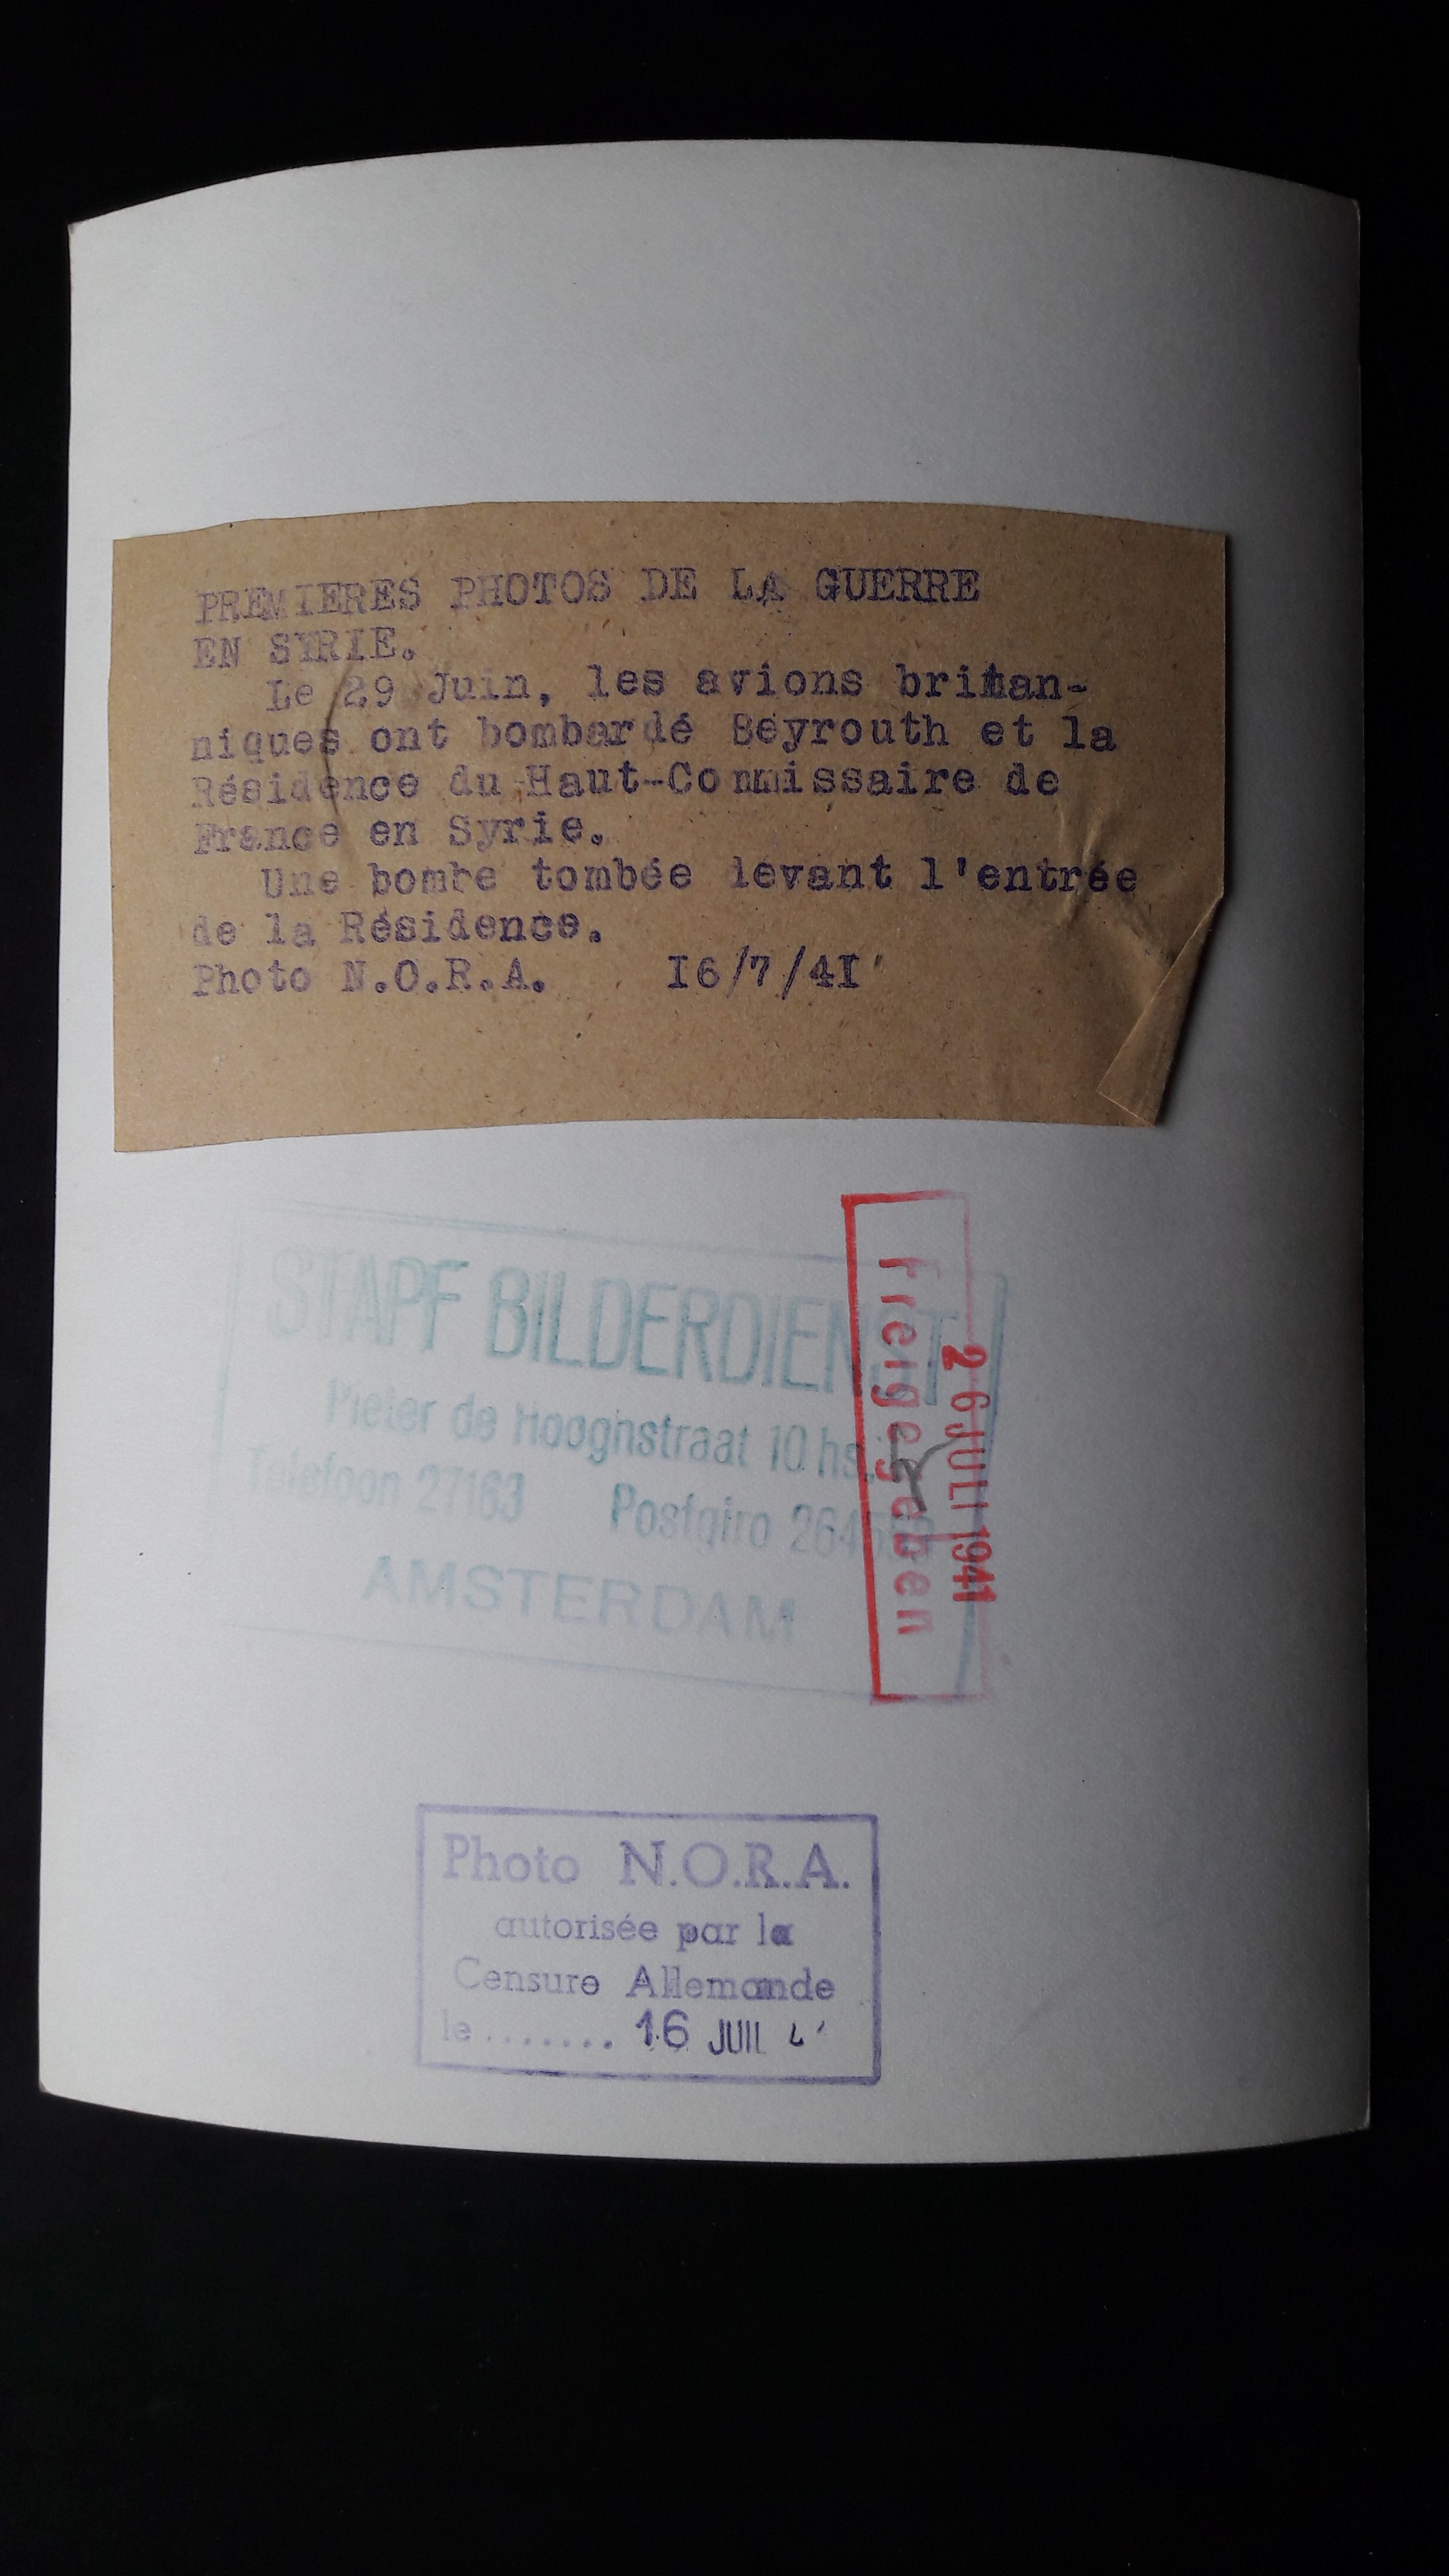 PREMIERES PHOTOS DE LA GUERRE
EN SYRIE.
Le 29 Juin, les avions britan-
niques ont bombardé Beyrouth et la
Résidence du Haut-Commissaire de
France en Syrie.
Une bombe tombée devant l'entrée
de la Résidence.
Photo N.O.R.A. I6/7/4I
STAPF BILDERDIENST
Pieter de Hooghstraat 10 hs.
Telefoon 27163 Postgiro
AMSTERDAM
26 JULI 1941
Freigegeben
Photo N.O.R.A.
autorisée par la
Censure Allemande
le ....... 16 JUIL